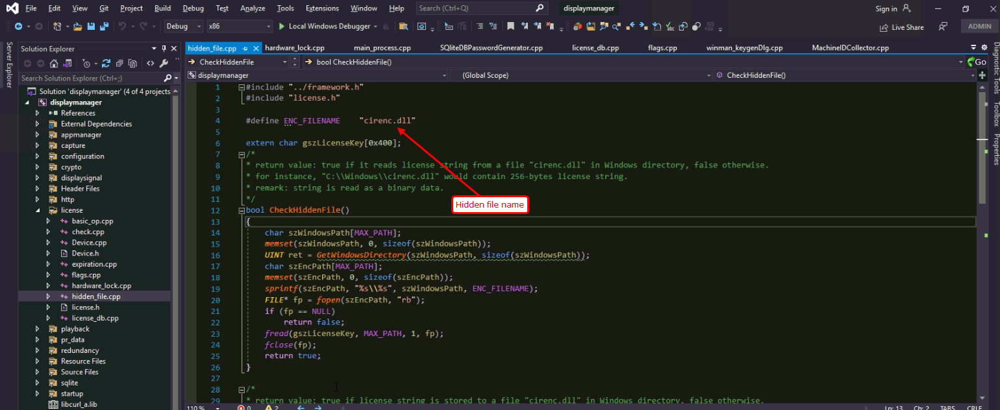 File Edit View Git Project Build Debug Test Analyze Tools Extensions Window Help Search (Ctrl+Q) displaymanager Sign in
Debug x86 Local Windows Debugger Live Share ADMIN
Server Explorer
Solution Explorer
Search Solution Explorer (Ctrl+;)
Solution 'displaymanager' (4 of 4 projects
displaymanager
References
External Dependencies
appmanager
capture
configuration
crypto
displaysignal
Header Files
http
license
basic_op.cpp
check.cpp
Device.cpp
Device.h
expiration.cpp
flags.cpp
hardware_lock.cpp
hidden_file.cpp
license.h
license_db.cpp
playback
pr_data
redundancy
Resource Files
Source Files
sqlite
startup
libcurl_a.lib
hidden_file.cpp hardware_lock.cpp main_process.cpp SQliteDBPasswordGenerator.cpp license_db.cpp flags.cpp winman_keygenDlg.cpp MachineIDCollector.cpp
CheckHiddenFile bool CheckHiddenFile() Go
displaymanager (Global Scope) CheckHiddenFile()
1 #include "../framework.h"
2 #include "license.h"
3
4 #define ENC_FILENAME "cirenc.dll"
5
6 extern char gszLicenseKey[0x400];
7 /*
8 * return value: true if it reads license string from a file "cirenc.dll" in Windows directory, false otherwise.
9 * for instance, "C:\\Windows\\cirenc.dll" would contain 256-bytes license string.
10 * remark: string is read as a binary data.
11 */
Hidden file name
12 bool CheckHiddenFile()
13 {
14 char szWindowsPath[MAX_PATH];
15 memset(szWindowsPath, 0, sizeof(szWindowsPath));
16 UINT ret = GetWindowsDirectory(szWindowsPath, sizeof(szWindowsPath));
17 char szEncPath[MAX_PATH];
18 memset(szEncPath, 0, sizeof(szEncPath));
19 sprintf(szEncPath, "%s\\%s", szWindowsPath, ENC_FILENAME);
20 FILE* fp = fopen(szEncPath, "rb");
21 if (fp == NULL)
22 return false;
23 fread(gszLicenseKey, MAX_PATH, 1, fp);
24 fclose(fp);
25 return true;
26 }
27
28 /*
29 * return value: true if license string is stored to a file "cirenc.dll" in Windows directory, false otherwise.
110 % 0 2 Ln: 13 Ch: 2 TABS CRLF
Diagnostic Tools
Toolbox
Properties